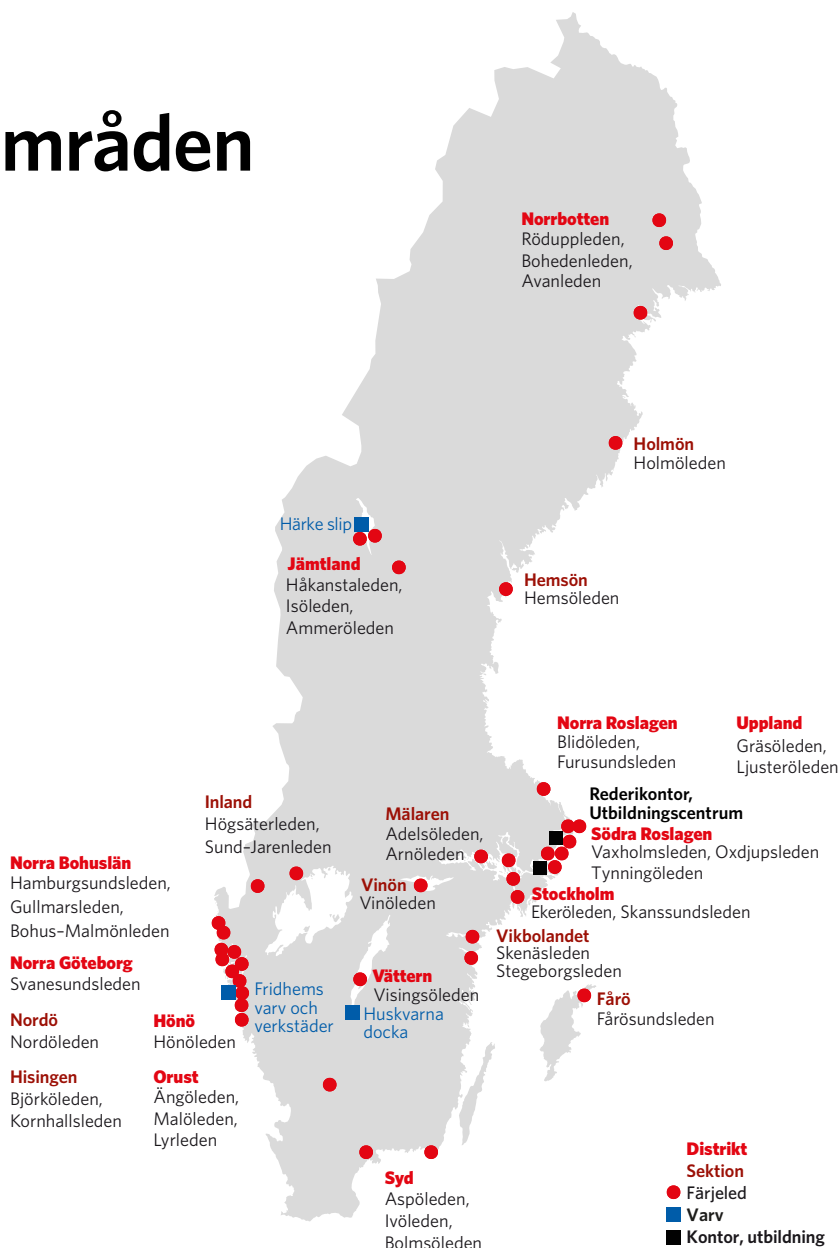 mråden
Norrbotten
Röduppleden,
Bohedenleden,
Avanleden
Holmön
Holmöleden
Härke slip
Jämtland
Håkanstaleden,
Isöleden,
Ammeröleden
Hemsön
Hemsöleden
Norra Roslagen
Blidöleden,
Furusundsleden
Uppland
Gräsöleden,
Ljusteröleden
Rederikontor,
Utbildningscentrum
Södra Roslagen
Vaxholmsleden, Oxdjupsleden
Tynningöleden
Inland
Högsäterleden,
Sund–Jarenleden
Mälaren
Adelsöleden,
Arnöleden
Vinön
Vinöleden
Stockholm
Ekeröleden, Skanssundsleden
Norra Bohuslän
Hamburgsundsleden,
Gullmarsleden,
Bohus–Malmönleden
Vikbolandet
Skenäsleden
Stegeborgsleden
Norra Göteborg
Svanesundsleden
Fridhems
varv och
verkstäder
Vättern
Visingsöleden
Huskvarna
docka
Fårö
Fårösundsleden
Nordö
Nordöleden
Hönö
Hönöleden
Hisingen
Björköleden,
Kornhallsleden
Orust
Ängöleden,
Malöleden,
Lyrleden
Syd
Aspöleden,
Ivöleden,
Bolmsöleden
Distrikt
Sektion
Färjeled
Varv
Kontor, utbildning